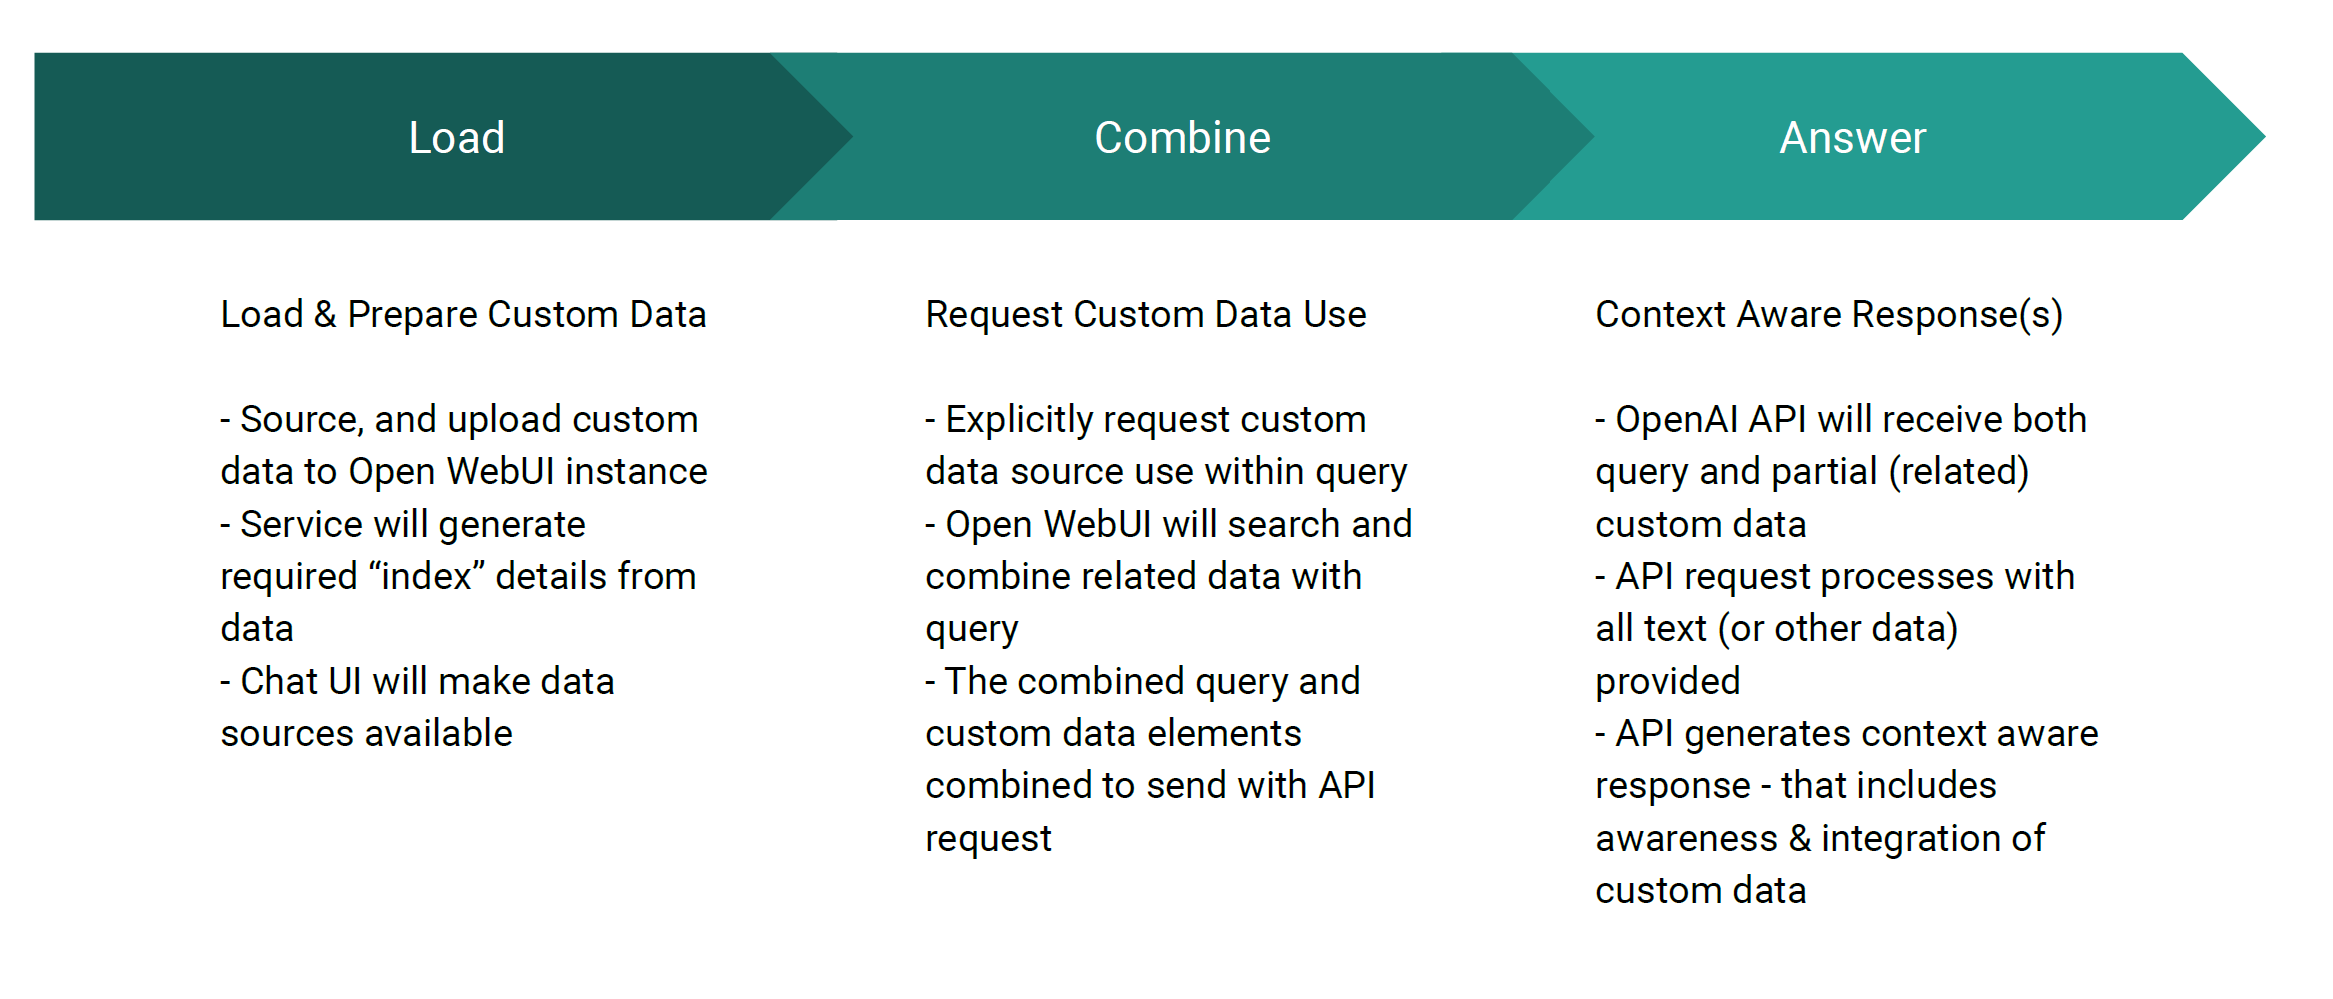 Load
Combine
Answer
Load & Prepare Custom Data
- Source, and upload custom
data to Open WebUI instance
- Service will generate
required “index” details from
data
- Chat UI will make data
sources available
Request Custom Data Use
- Explicitly request custom
data source use within query
- Open WebUI will search and
combine related data with
query
- The combined query and
custom data elements
combined to send with API
request
Context Aware Response(s)
- OpenAI API will receive both
query and partial (related)
custom data
- API request processes with
all text (or other data)
provided
- API generates context aware
response - that includes
awareness & integration of
custom data